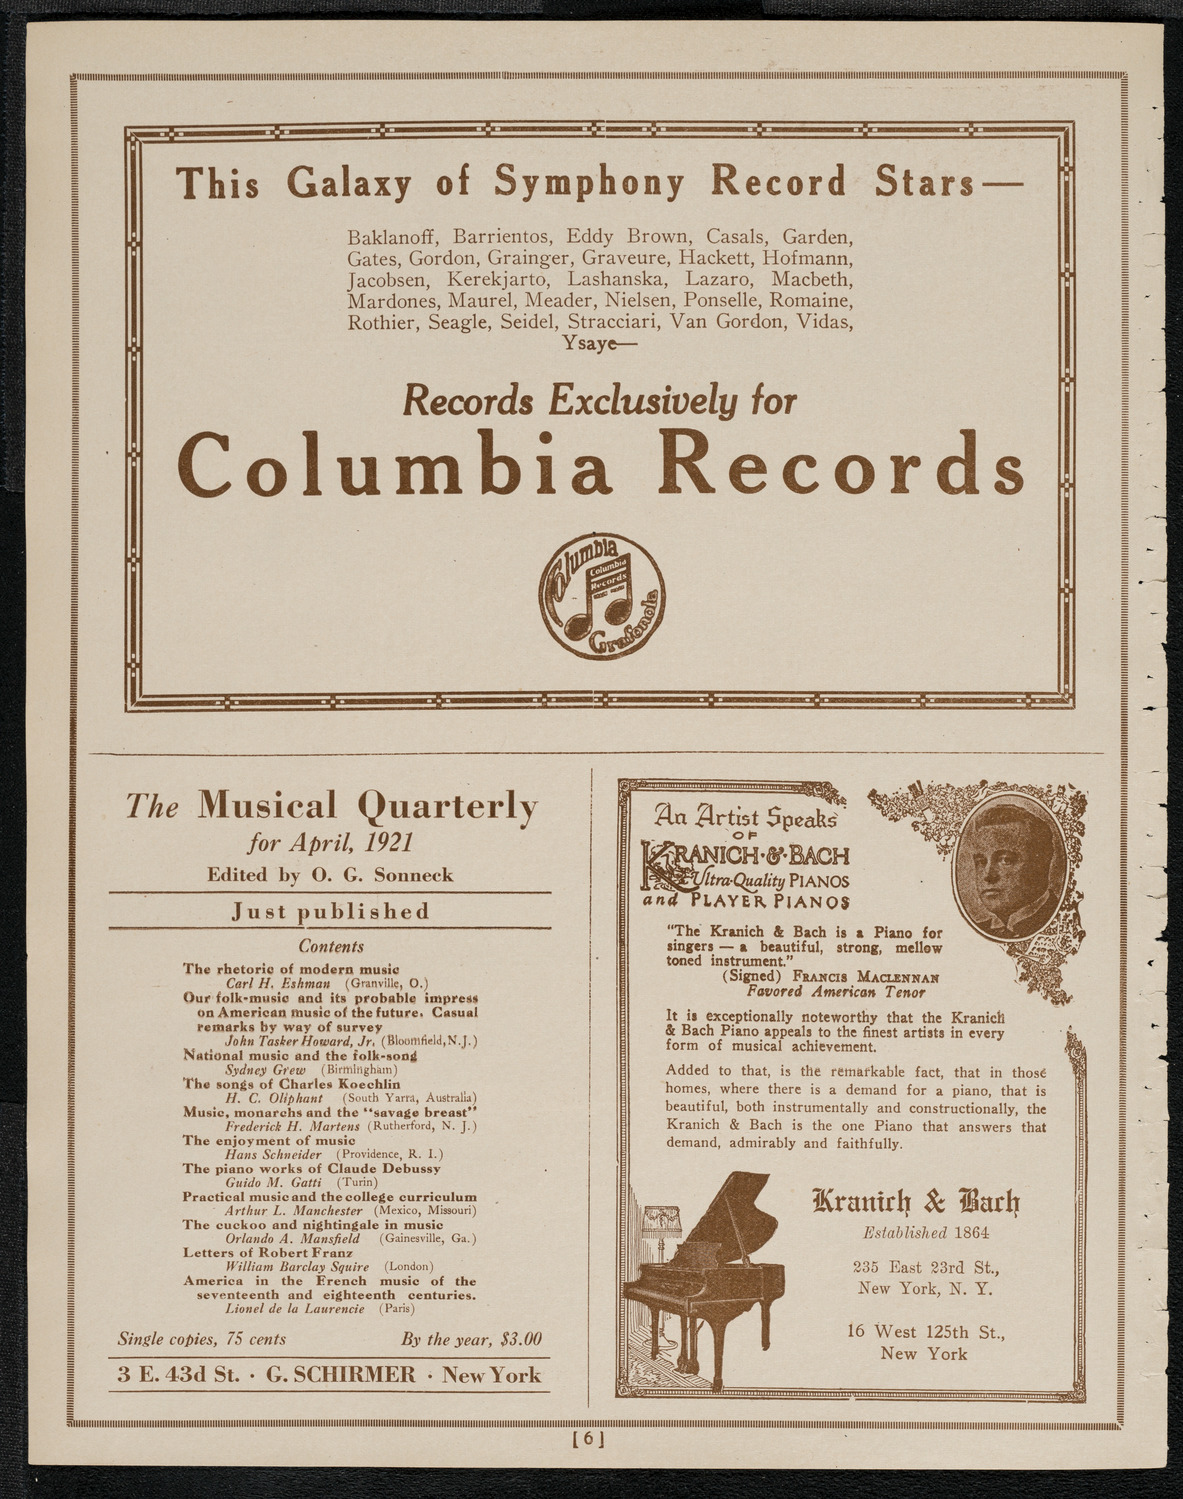 This Galaxy of Symphony Record Stars—
Baklanoff, Barrientos, Eddy Brown, Casals, Garden,
Gates, Gordon, Grainger, Graveure, Hackett, Hofmann,
Jacobsen, Kerekjarto, Lashanska, Lazaro, Macbeth,
Mardones, Maurel, Meader, Nielsen, Ponselle, Romaine,
Rothier, Seagle, Seidel, Stracciari, Van Gordon, Vidas,
Ysaye—
Records Exclusively for
Columbia Records
Columbia
Columbia
Records
Grafonola
The Musical Quarterly
for April, 1921
Edited by O. G. Sonneck
Just published
Contents
The rhetoric of modern music
Carl H. Eshman (Granville, O.)
Our folk-music and its probable impress
on American music of the future. Casual
remarks by way of survey
John Tasker Howard, Jr. (Bloomfield, N.J.)
National music and the folk-song
Sydney Grew (Birmingham)
The songs of Charles Koechlin
H. C. Oliphant (South Yarra, Australia)
Music, monarchs and the "savage breast"
Frederick H. Martens (Rutherford, N. J.)
The enjoyment of music
Hans Schneider (Providence, R. I.)
The piano works of Claude Debussy
Guido M. Gatti (Turin)
Practical music and the college curriculum
Arthur L. Manchester (Mexico, Missouri)
The cuckoo and nightingale in music
Orlando A. Mansfield (Gainesville, Ga.)
Letters of Robert Franz
William Barclay Squire (London)
America in the French music of the
seventeenth and eighteenth centuries.
Lionel de la Laurencie (Paris)
Single copies, 75 cents By the year, $3.00
3 E. 43d St. · G. SCHIRMER · New York
An Artist Speaks
OF
KRANICH·&·BACH
Ultra-Quality PIANOS
and PLAYER PIANOS
"The Kranich & Bach is a Piano for
singers — a beautiful, strong, mellow
toned instrument."
(Signed) FRANCIS MACLENNAN
Favored American Tenor
It is exceptionally noteworthy that the Kranich
& Bach Piano appeals to the finest artists in every
form of musical achievement.
Added to that, is the remarkable fact, that in those
homes, where there is a demand for a piano, that is
beautiful, both instrumentally and constructionally, the
Kranich & Bach is the one Piano that answers that
demand, admirably and faithfully.
Kranich & Bach
Established 1864
235 East 23rd St.,
New York, N. Y.
16 West 125th St.,
New York
[6]